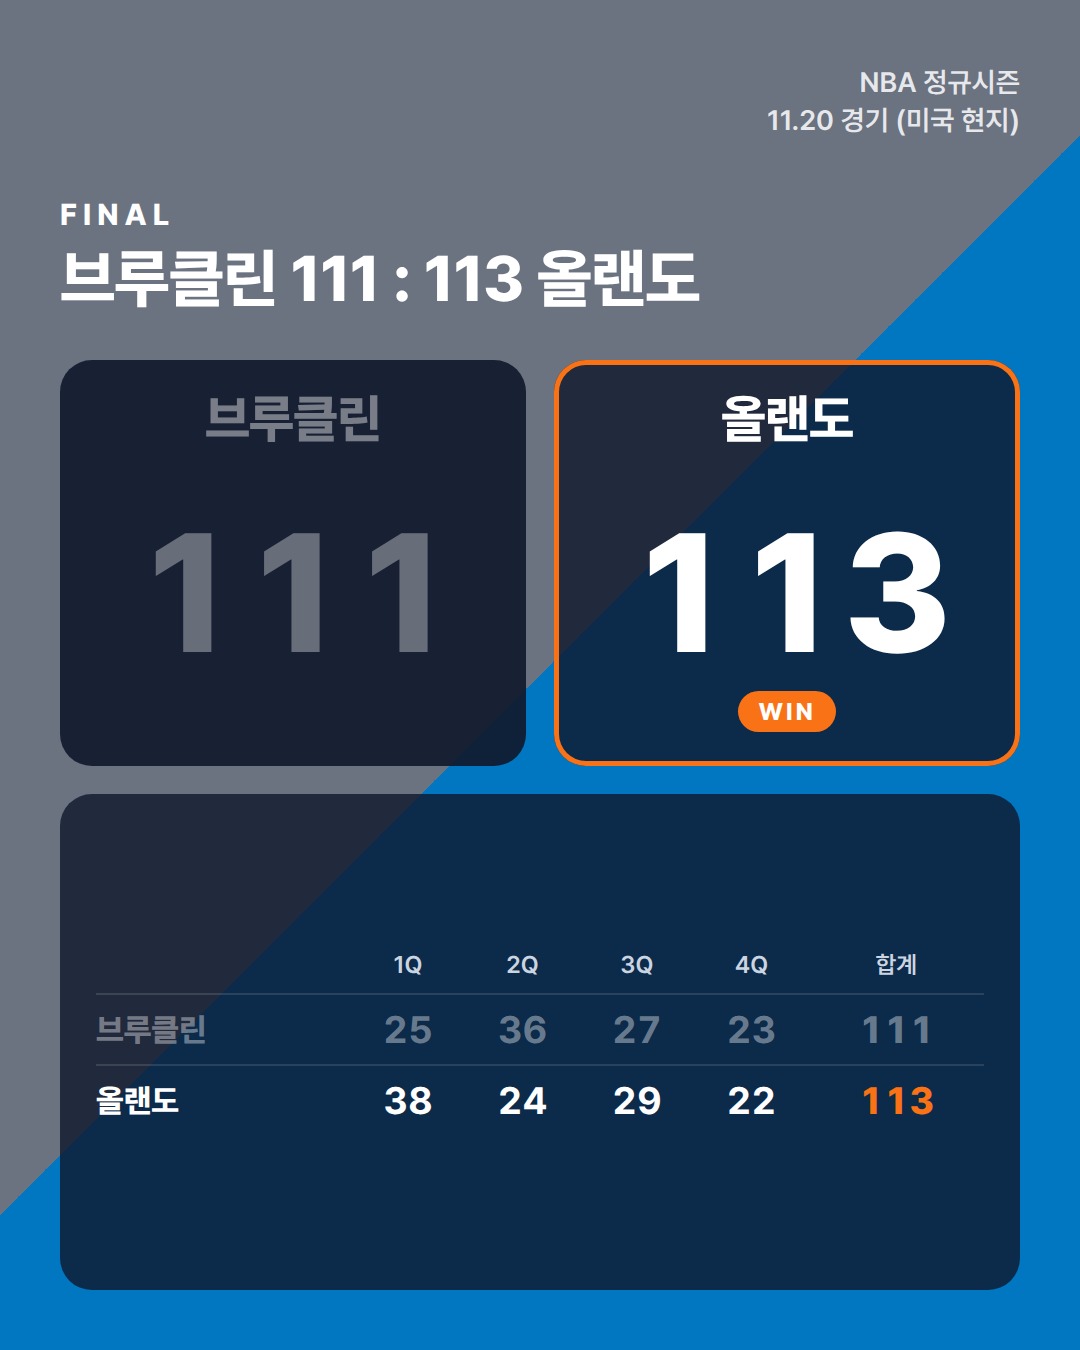 NBA 정규시즌
11.20 경기 (미국 현지)
FINAL
브루클린 111 : 113 올랜도
브루클린
111
올랜도
113
WIN
1Q 2Q 3Q 4Q 합계
브루클린 25 36 27 23 111
올랜도 38 24 29 22 113